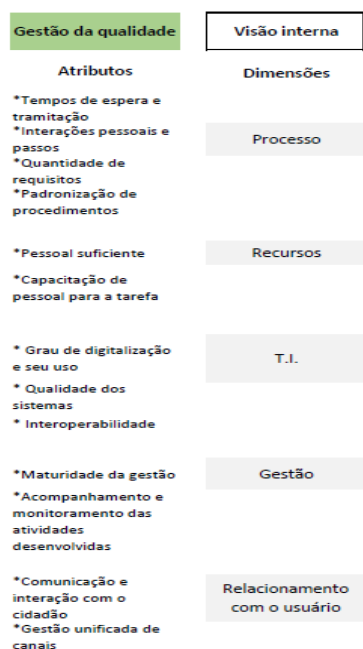 Gestão da qualidade
Visão interna
Atributos
Dimensões
*Tempos de espera e
tramitação
*Interações pessoais e
passos
*Quantidade de
requisitos
*Padronização de
procedimentos
Processo
*Pessoal suficiente
*Capacitação de
pessoal para a tarefa
Recursos
* Grau de digitalização
e seu uso
* Qualidade dos
sistemas
* Interoperabilidade
T.I.
*Maturidade da gestão
*Acompanhamento e
monitoramento das
atividades
desenvolvidas
Gestão
*Comunicação e
interação com o
cidadão
*Gestão unificada de
canais
Relacionamento
com o usuário